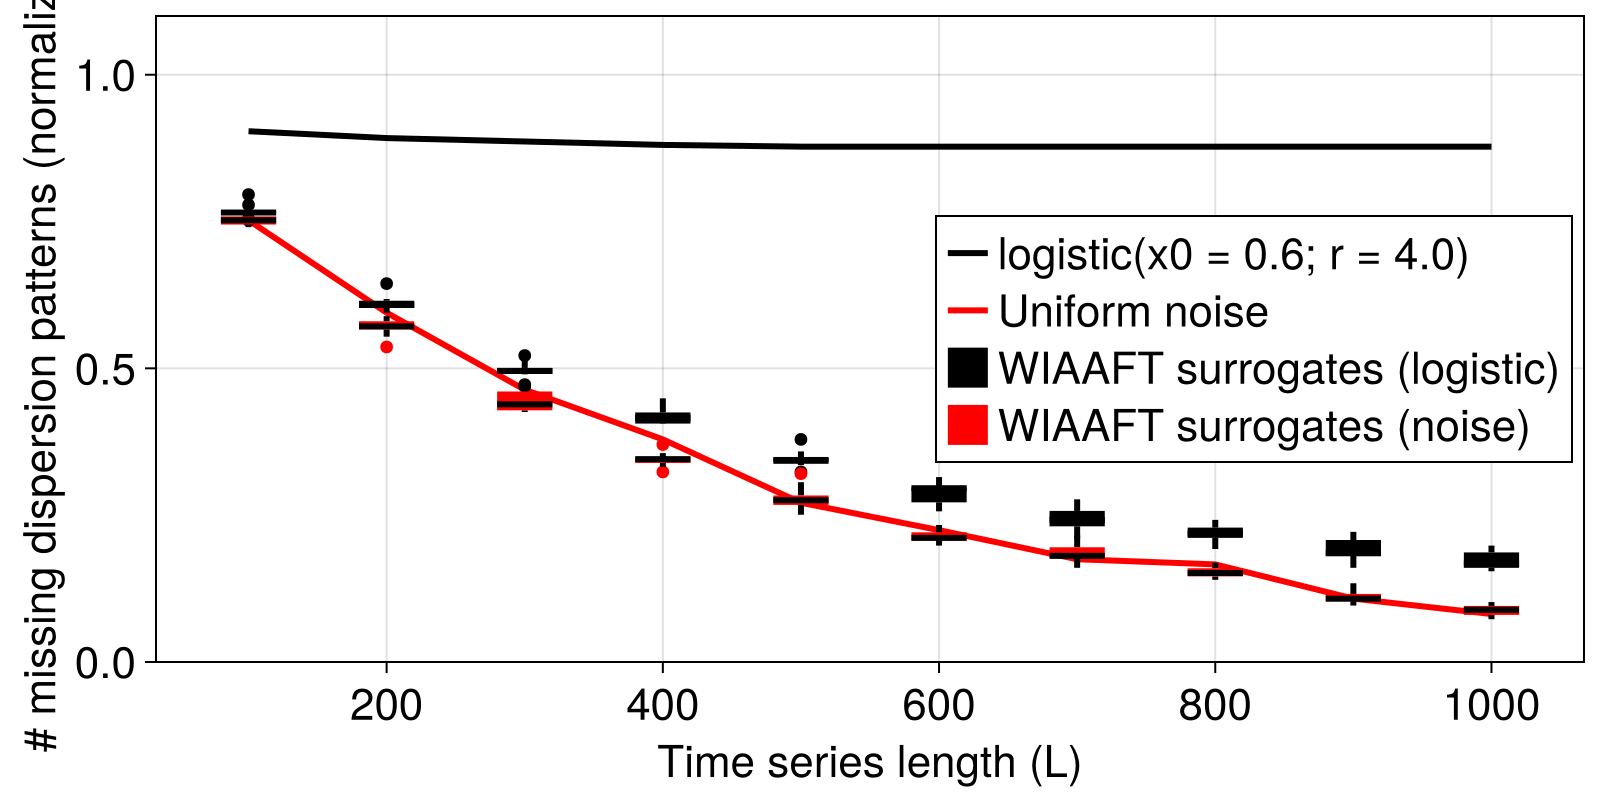 # missing dispersion patterns (normaliz
1.0
0.5
0.0
logistic(x0 = 0.6; r = 4.0)
Uniform noise
WIAAFT surrogates (logistic)
WIAAFT surrogates (noise)
200 400 600 800 1000
Time series length (L)